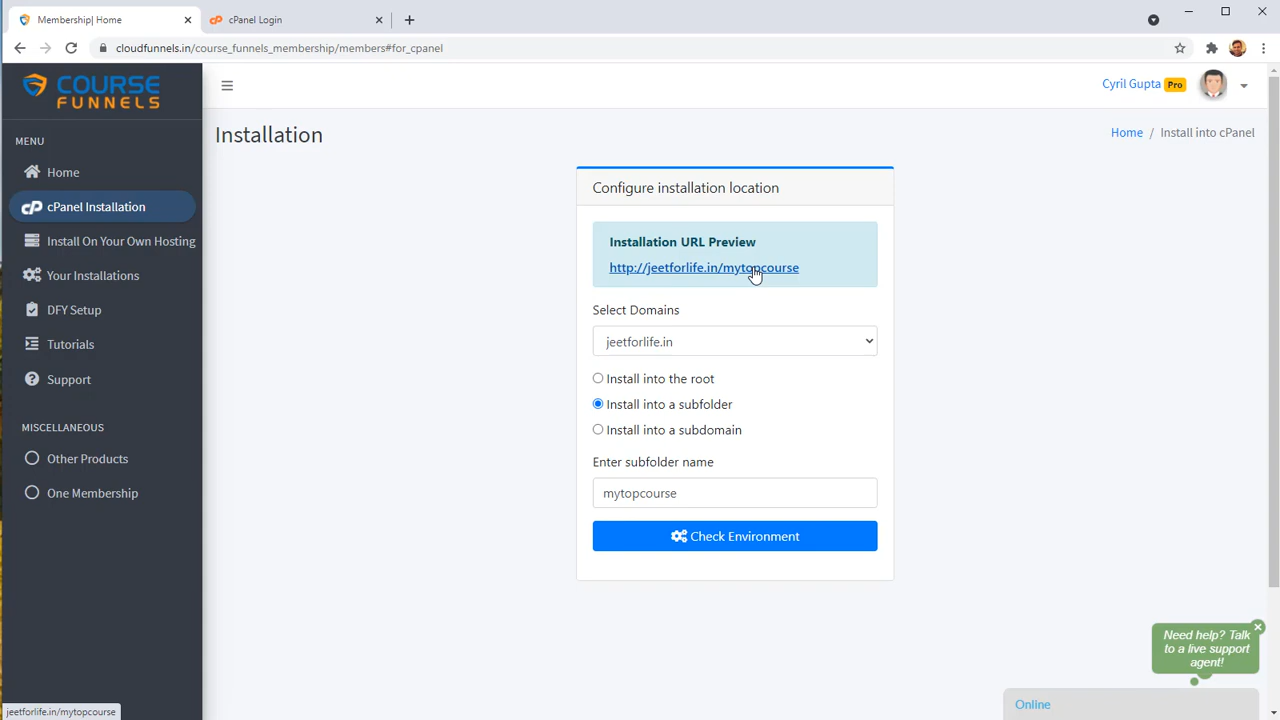 Membership| Home
cPanel Login
cloudfunnels.in/course_funnels_membership/members#for_cpanel
COURSE
FUNNELS
Cyril Gupta Pro
MENU
Home
cPanel Installation
Install On Your Own Hosting
Your Installations
DFY Setup
Tutorials
Support
MISCELLANEOUS
Other Products
One Membership
Installation
Home / Install into cPanel
Configure installation location
Installation URL Preview
http://jeetforlife.in/mytopcourse
Select Domains
jeetforlife.in
Install into the root
Install into a subfolder
Install into a subdomain
Enter subfolder name
mytopcourse
Check Environment
Need help? Talk
to a live support
agent!
Online
jeetforlife.in/mytopcourse